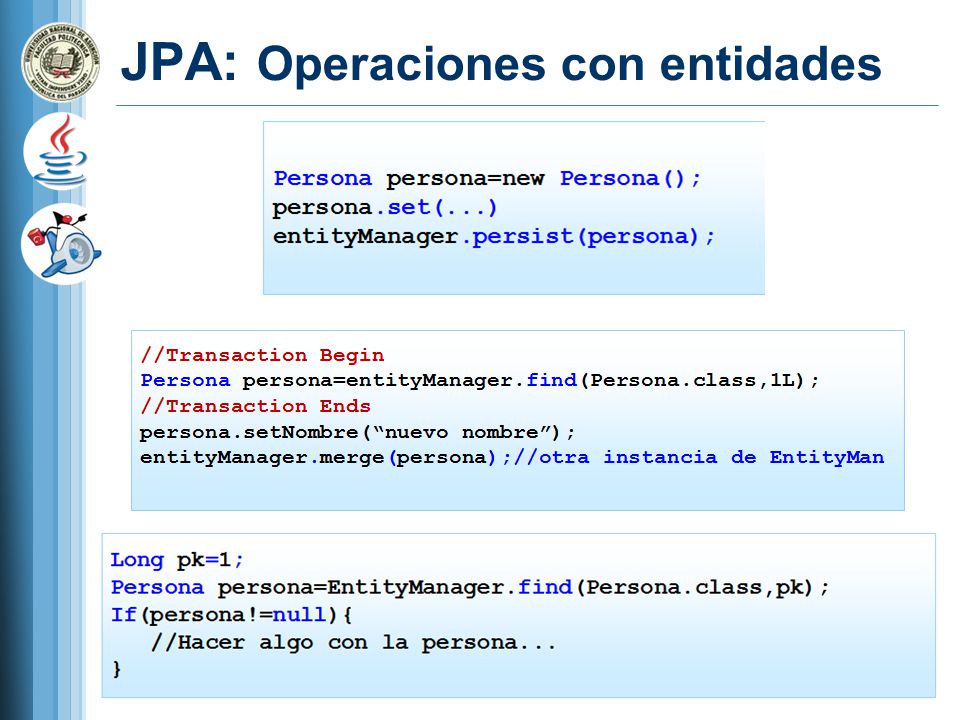 JPA: Operaciones con entidades
Persona persona=new Persona();
persona.set(...)
entityManager.persist(persona);
//Transaction Begin
Persona persona=entityManager.find(Persona.class,1L);
//Transaction Ends
persona.setNombre(“nuevo nombre”);
entityManager.merge(persona);//otra instancia de EntityMan
Long pk=1;
Persona persona=EntityManager.find(Persona.class,pk);
If(persona!=null){
//Hacer algo con la persona...
}